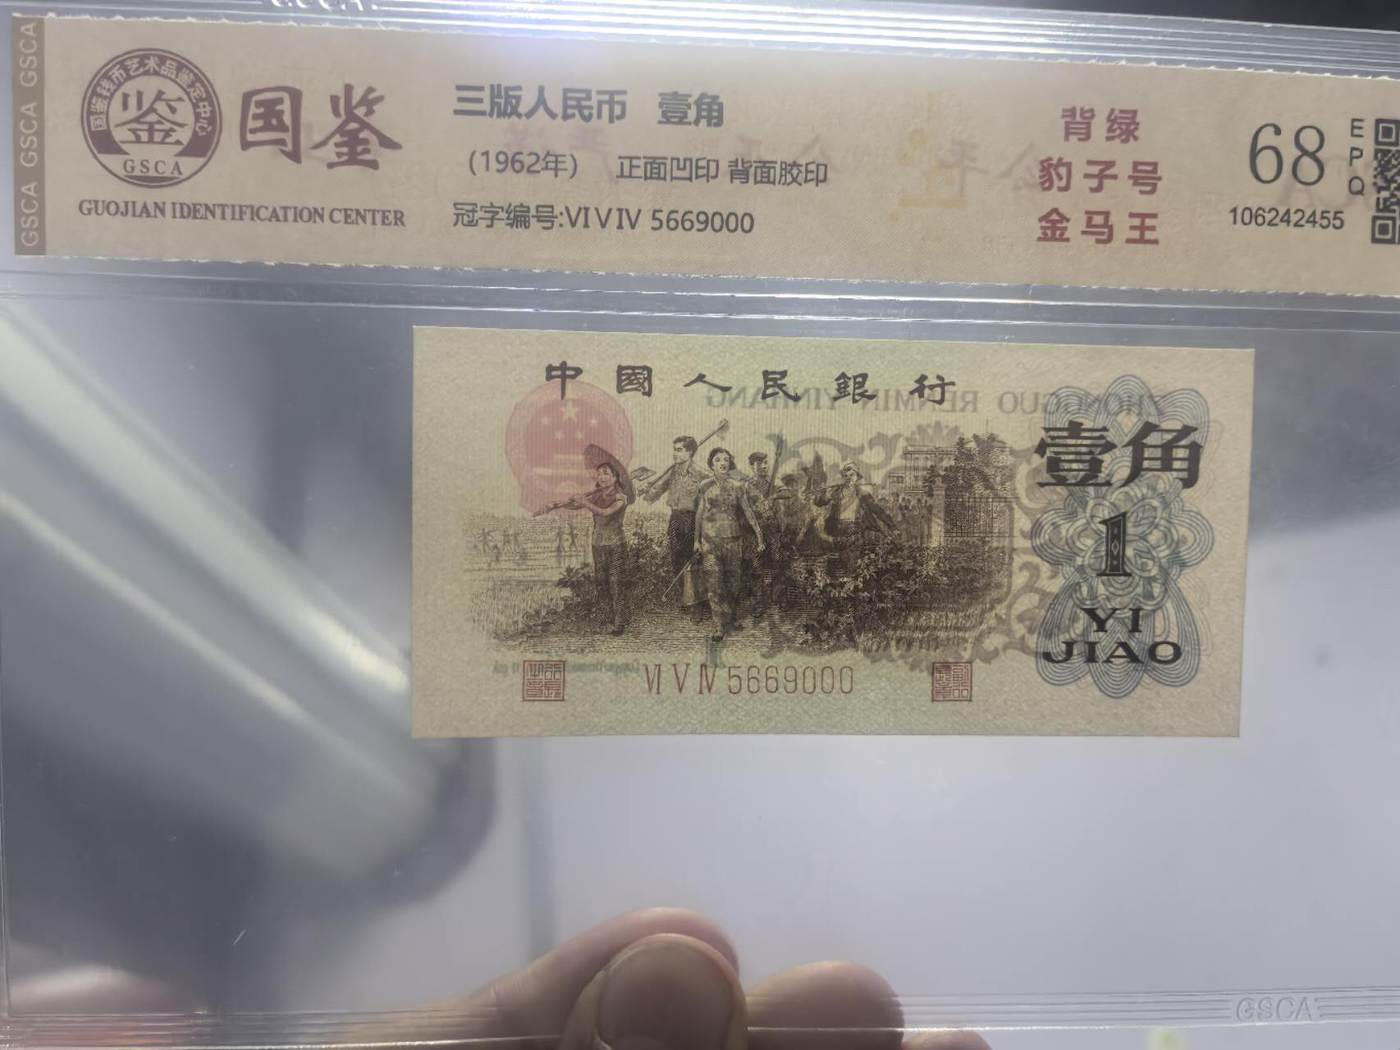 GSCA GSCA GSCA
国鉴钱币艺术品鉴定中心
鉴
GSCA
国鉴
GUOJIAN IDENTIFICATION CENTER
三版人民币 壹角
(1962年) 正面凹印 背面胶印
冠字编号:VI V IV 5669000
背绿
豹子号
金马王
68
EPQ
106242455
中國人民銀行
ZHONGGUO RENMIN YINHANG
壹角
1
YI
JIAO
VI V IV 5669000
GSCA